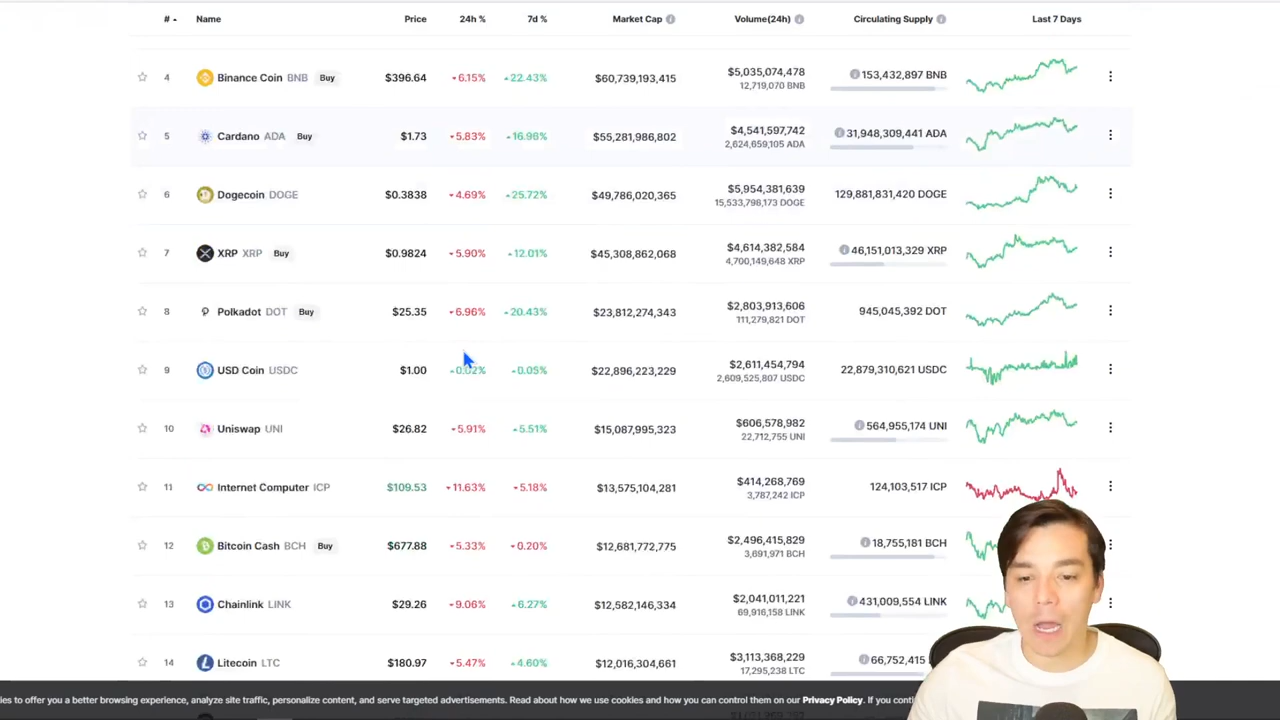 # Name Price 24h % 7d % Market Cap Volume(24h) Circulating Supply Last 7 Days
4 Binance Coin BNB Buy $396.64 6.15% 22.43% $60,739,193,415 $5,035,074,478 153,432,897 BNB
12,719,070 BNB
5 Cardano ADA Buy $1.73 5.83% 16.96% $55,281,986,802 $4,541,597,742 31,948,309,441 ADA
2,624,659,105 ADA
6 Dogecoin DOGE $0.3838 4.69% 25.72% $49,786,020,365 $5,954,381,639 129,881,831,420 DOGE
15,533,798,173 DOGE
7 XRP XRP Buy $0.9824 5.90% 12.01% $45,308,862,068 $4,614,382,584 46,151,013,329 XRP
4,700,149,648 XRP
8 Polkadot DOT Buy $25.35 6.96% 20.43% $23,812,274,343 $2,803,913,606 945,045,392 DOT
111,279,821 DOT
9 USD Coin USDC $1.00 0.02% 0.05% $22,896,223,229 $2,611,454,794 22,879,310,621 USDC
2,609,525,807 USDC
10 Uniswap UNI $26.82 5.91% 5.51% $15,087,995,323 $606,578,982 564,955,174 UNI
22,712,755 UNI
11 Internet Computer ICP $109.53 11.63% 5.18% $13,575,104,281 $414,268,769 124,103,517 ICP
3,787,242 ICP
12 Bitcoin Cash BCH Buy $677.88 5.33% 0.20% $12,681,772,775 $2,496,415,829 18,755,181 BCH
3,691,971 BCH
13 Chainlink LINK $29.26 9.06% 6.27% $12,582,146,334 $2,041,011,221 431,009,554 LINK
69,916,158 LINK
14 Litecoin LTC $180.97 5.47% 4.60% $12,016,304,661 $3,113,368,229 66,752,415
17,295,238 LTC
ies to offer you a better browsing experience, analyze site traffic, personalize content, and serve targeted advertisements. Read about how we use cookies and how you can control them on our Privacy Policy. If you conti